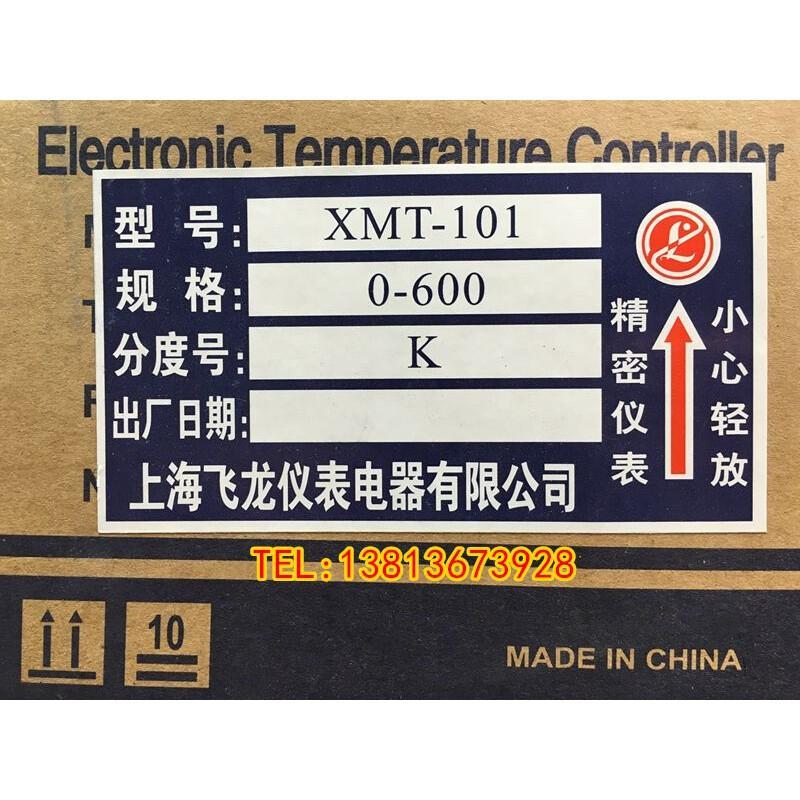 Electronic Temperature Controller
型 号: XMT-101
规 格: 0-600
分度号: K
出厂日期:
上海飞龙仪表电器有限公司
精密仪表
小心轻放
TEL:13813673928
10
MADE IN CHINA